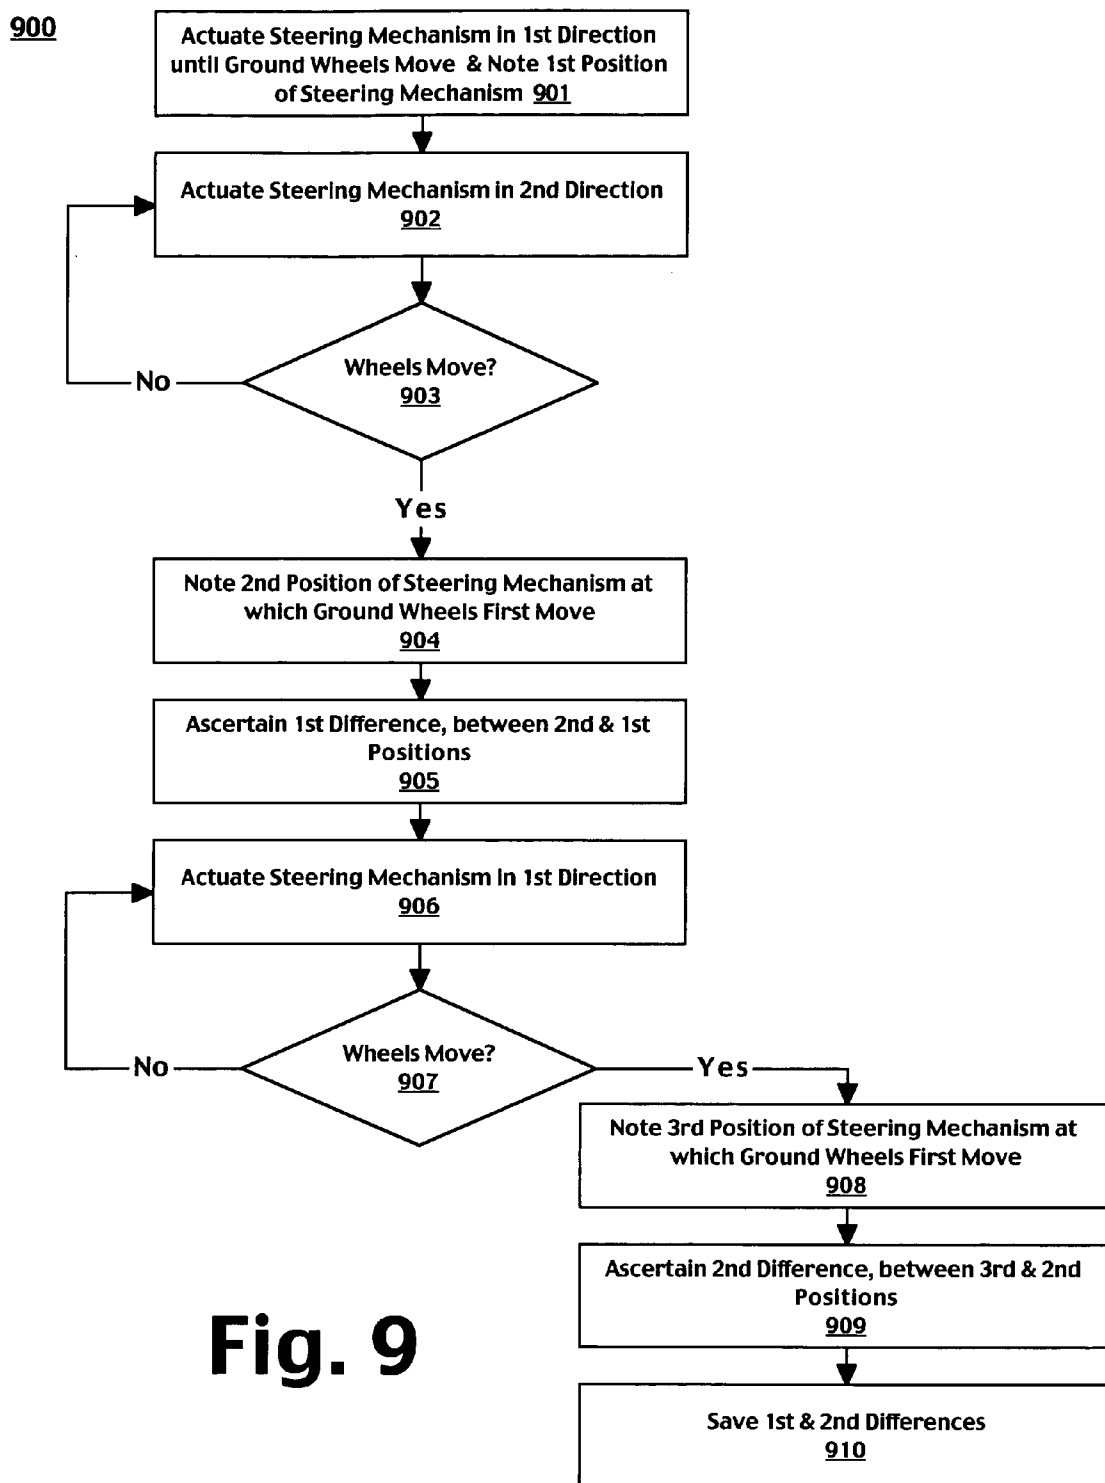 900
Actuate Steering Mechanism in 1st Direction
until Ground Wheels Move & Note 1st Position
of Steering Mechanism 901
Actuate Steering Mechanism in 2nd Direction
902
Wheels Move?
903
No
Yes
Note 2nd Position of Steering Mechanism at
which Ground Wheels First Move
904
Ascertain 1st Difference, between 2nd & 1st
Positions
905
Actuate Steering Mechanism in 1st Direction
906
Wheels Move?
907
No
Yes
Note 3rd Position of Steering Mechanism at
which Ground Wheels First Move
908
Ascertain 2nd Difference, between 3rd & 2nd
Positions
909
Save 1st & 2nd Differences
910
Fig. 9